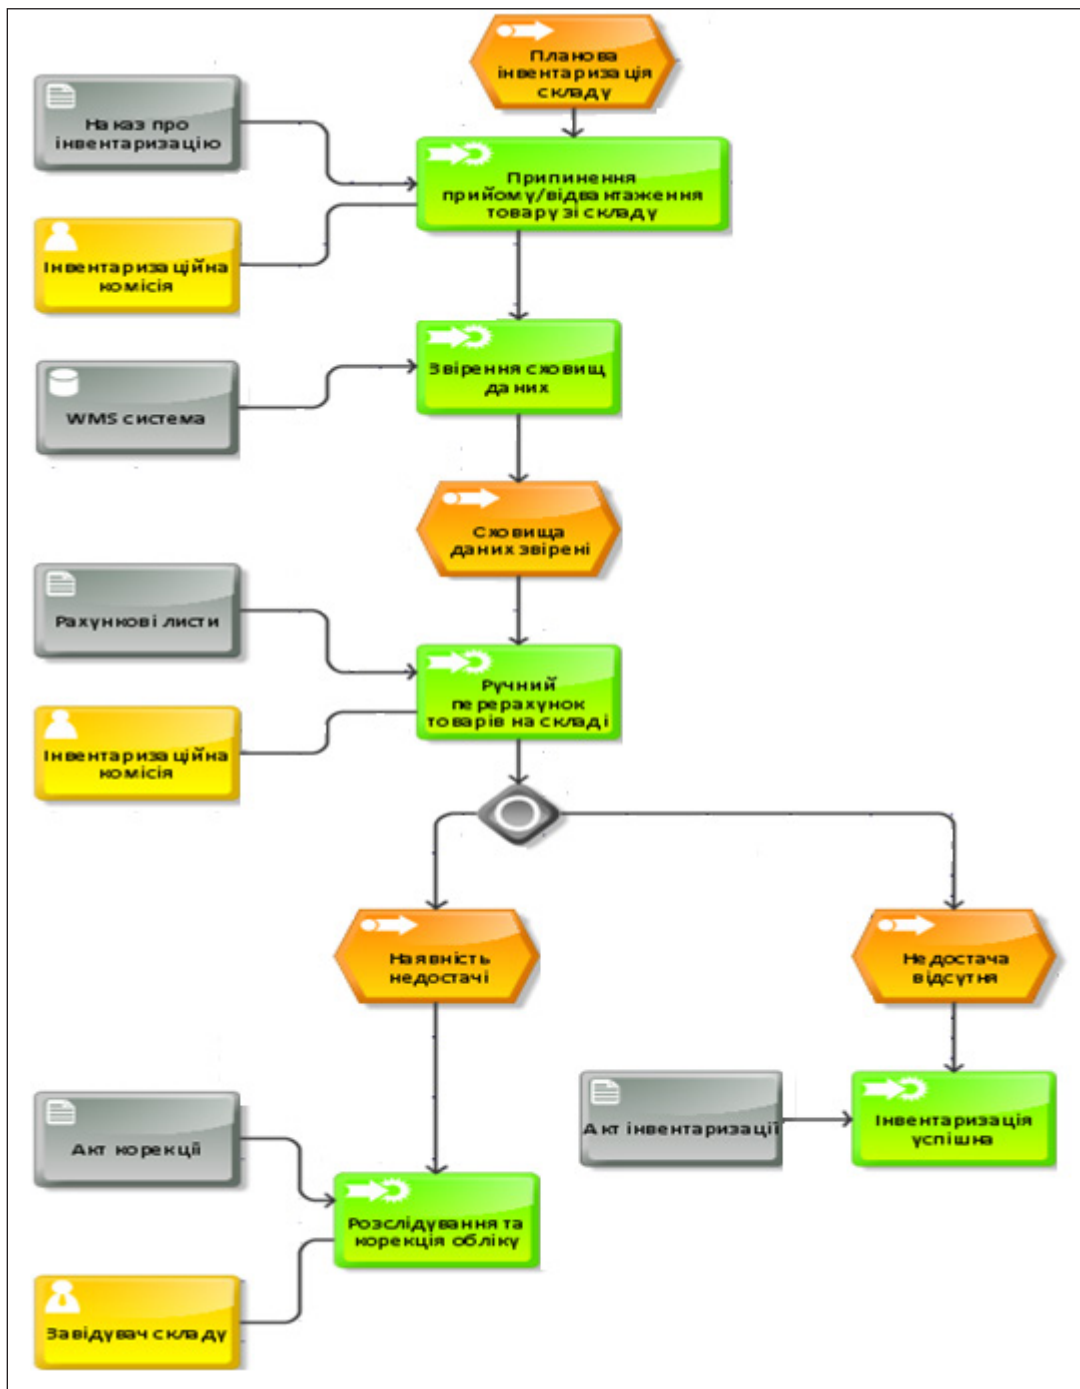 Планова
інвентаризація
складу
Наказ про
інвентаризацію
Припинення
прийому/відвантаження
товару зі складу
Інвентаризаційна
комісія
Звірення сховищ
даних
WMS система
Сховища
даних звірені
Рахункові листи
Ручний
перерахунок
товарів на складі
Інвентаризаційна
комісія
Наявність
недостачі
Недостача
відсутня
Акт корекції
Акт інвентаризації
Інвентаризація
успішна
Розслідування та
корекція обліку
Завідувач складу